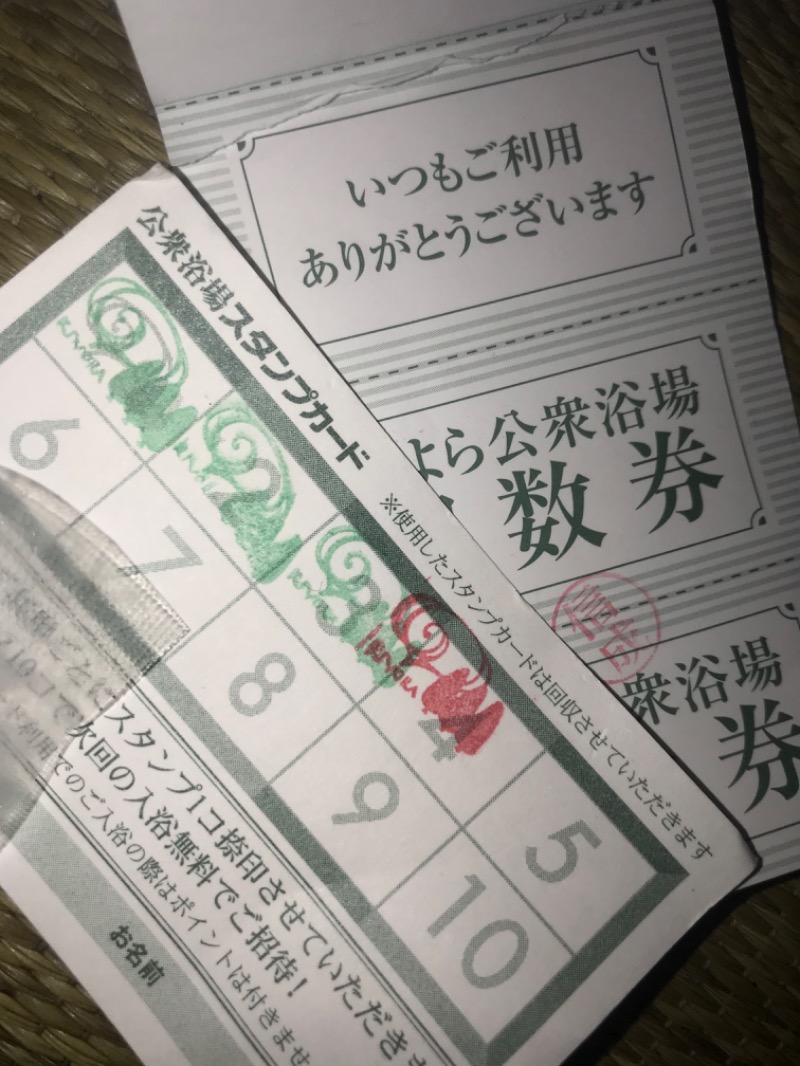 いつもご利用
ありがとうございます
よら公衆浴場
数券
衆浴場
券
公衆浴場スタンプカード
※使用したスタンプカードは回収させていただきます
1 2 3 4 5
6 7 8 9 10
スタンプ1コ捺印させていただきま
次回の入浴無料でご招待!
でのご入浴の際はポイントは付きませ
お名前